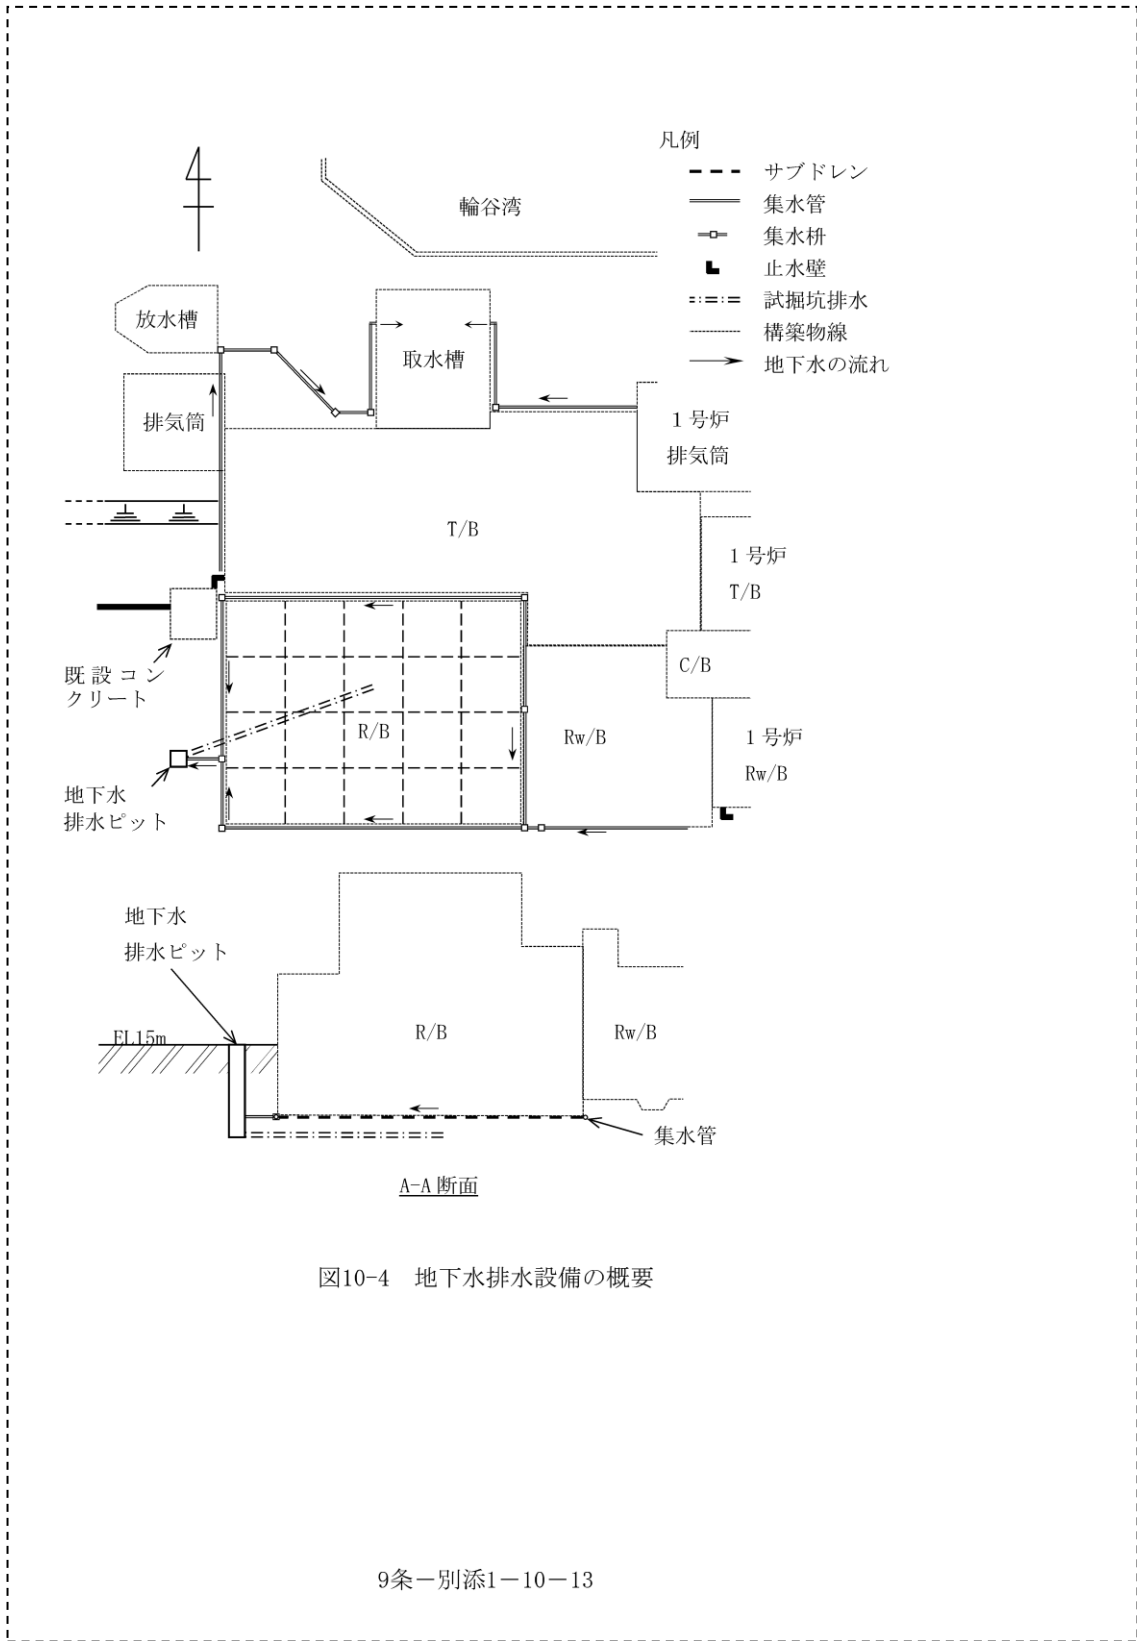 凡例
サブドレン
集水管
集水枡
止水壁
試掘坑排水
構築物線
地下水の流れ
輪谷湾
放水槽
取水槽
排気筒
1号炉
排気筒
T/B
1号炉
T/B
C/B
既設コン
クリート
R/B
Rw/B
1号炉
Rw/B
地下水
排水ピット
地下水
排水ピット
EL15m
R/B
Rw/B
集水管
A-A断面
図10-4 地下水排水設備の概要
9条-別添1-10-13